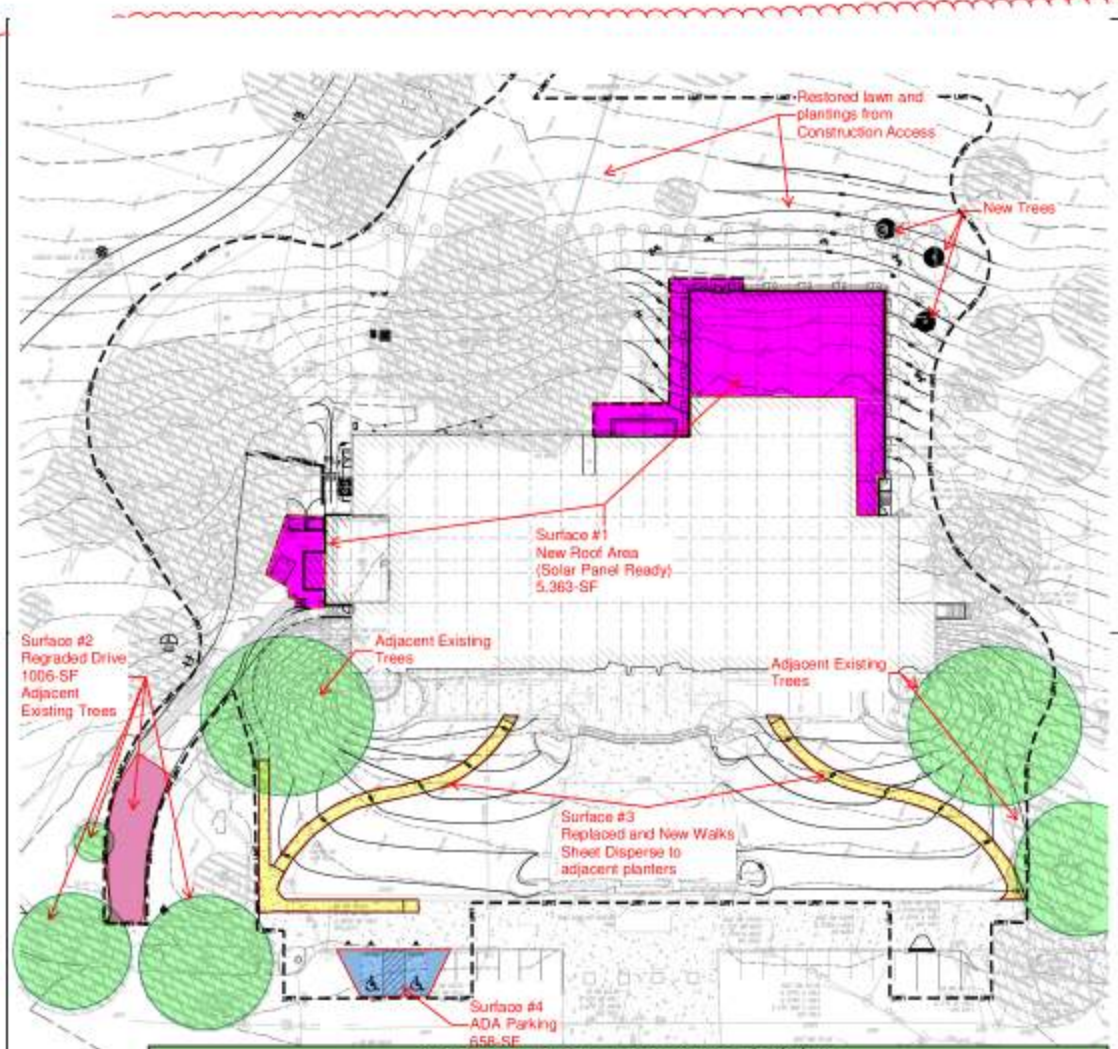 Restored lawn and
plantings from
Construction Access
New Trees
Surface #1
New Roof Area
(Solar Panel Ready)
5,363-SF
Surface #2
Regraded Drive
1006-SF
Adjacent
Existing Trees
Adjacent Existing
Trees
Adjacent Existing
Trees
Surface #3
Replaced and New Walks
Sheet Disperse to
adjacent planters
Surface #4
ADA Parking
658-SF